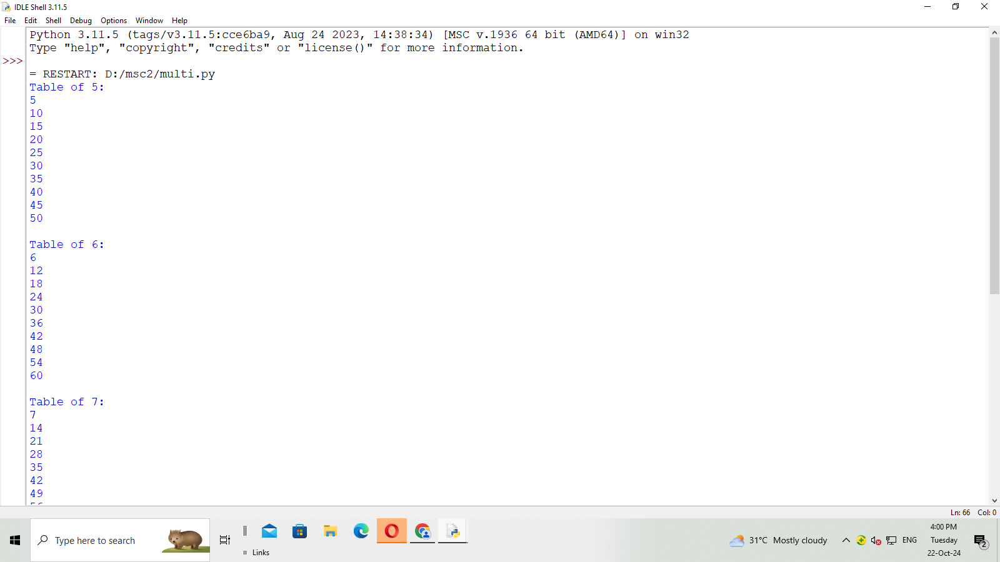 IDLE Shell 3.11.5
File Edit Shell Debug Options Window Help
Python 3.11.5 (tags/v3.11.5:cce6ba9, Aug 24 2023, 14:38:34) [MSC v.1936 64 bit (AMD64)] on win32
Type "help", "copyright", "credits" or "license()" for more information.
>>>
= RESTART: D:/msc2/multi.py
Table of 5:
5
10
15
20
25
30
35
40
45
50
Table of 6:
6
12
18
24
30
36
42
48
54
60
Table of 7:
7
14
21
28
35
42
49
Ln: 66 Col: 0
Type here to search
Links
31°C Mostly cloudy
ENG
4:00 PM
Tuesday
22-Oct-24
2